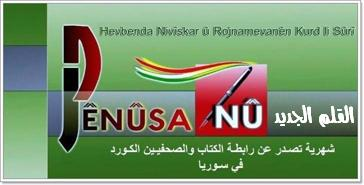 Hevbenda Nivîskar û Rojnamevanên Kurd li Sûrî
PÊNÛSA NÛ القلم الجديد
شهرية تصدر عن رابطة الكتاب والصحفيين الكورد
في سوريا